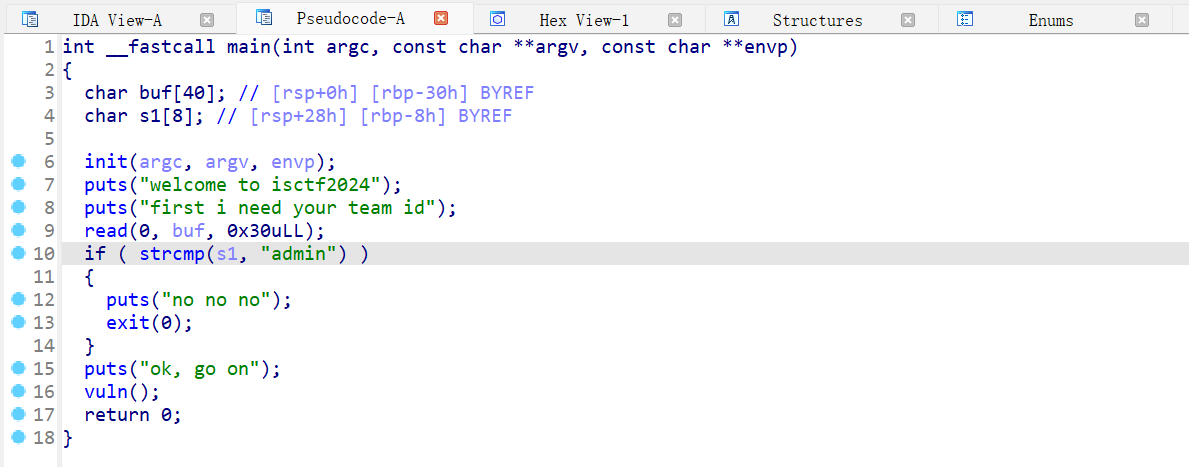 IDA View-A Pseudocode-A Hex View-1 Structures Enums
1 int __fastcall main(int argc, const char **argv, const char **envp)
2 {
3 char buf[40]; // [rsp+0h] [rbp-30h] BYREF
4 char s1[8]; // [rsp+28h] [rbp-8h] BYREF
5
6 init(argc, argv, envp);
7 puts("welcome to isctf2024");
8 puts("first i need your team id");
9 read(0, buf, 0x30uLL);
10 if ( strcmp(s1, "admin") )
11 {
12 puts("no no no");
13 exit(0);
14 }
15 puts("ok, go on");
16 vuln();
17 return 0;
18 }